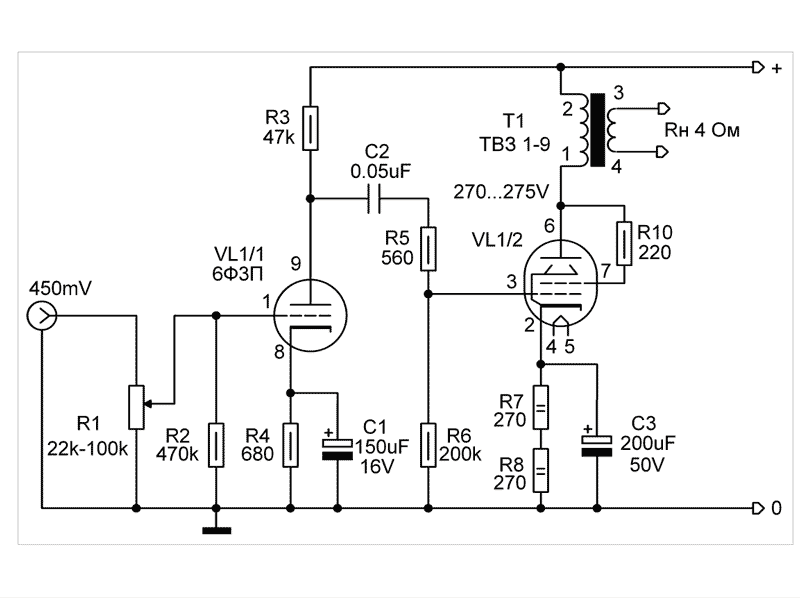 +
3
2
T1
ТВЗ 1-9
Rн 4 Ом
1
4
R3
47k
C2
0.05uF
270...275V
6
R10
220
R5
560
VL1/2
VL1/1
6Ф3П
9
7
3
450mV
1
2
4 5
8
R1
22k-100k
R2
470k
R4
680
+
C1
150uF
16V
R6
200k
R7
270
R8
270
+
C3
200uF
50V
0